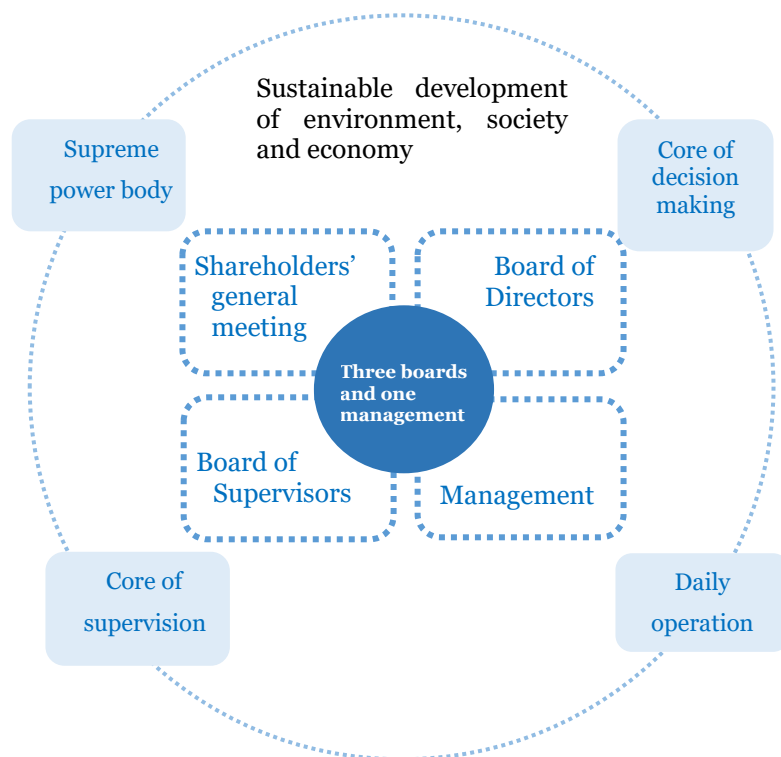 Sustainable development
of environment, society
and economy
Supreme
power body
Core of
decision
making
Shareholders’
general
meeting
Board of
Directors
Three boards
and one
management
Board of
Supervisors
Management
Core of
supervision
Daily
operation